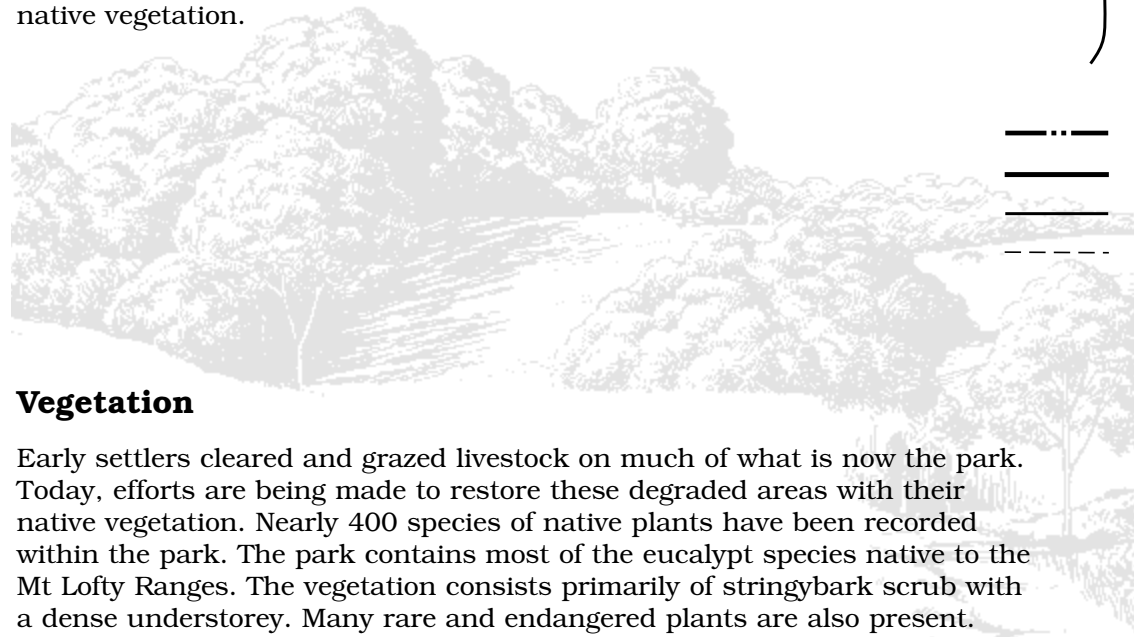 native vegetation.
Vegetation
Early settlers cleared and grazed livestock on much of what is now the park.
Today, efforts are being made to restore these degraded areas with their
native vegetation. Nearly 400 species of native plants have been recorded
within the park. The park contains most of the eucalypt species native to the
Mt Lofty Ranges. The vegetation consists primarily of stringybark scrub with
a dense understorey. Many rare and endangered plants are also present.